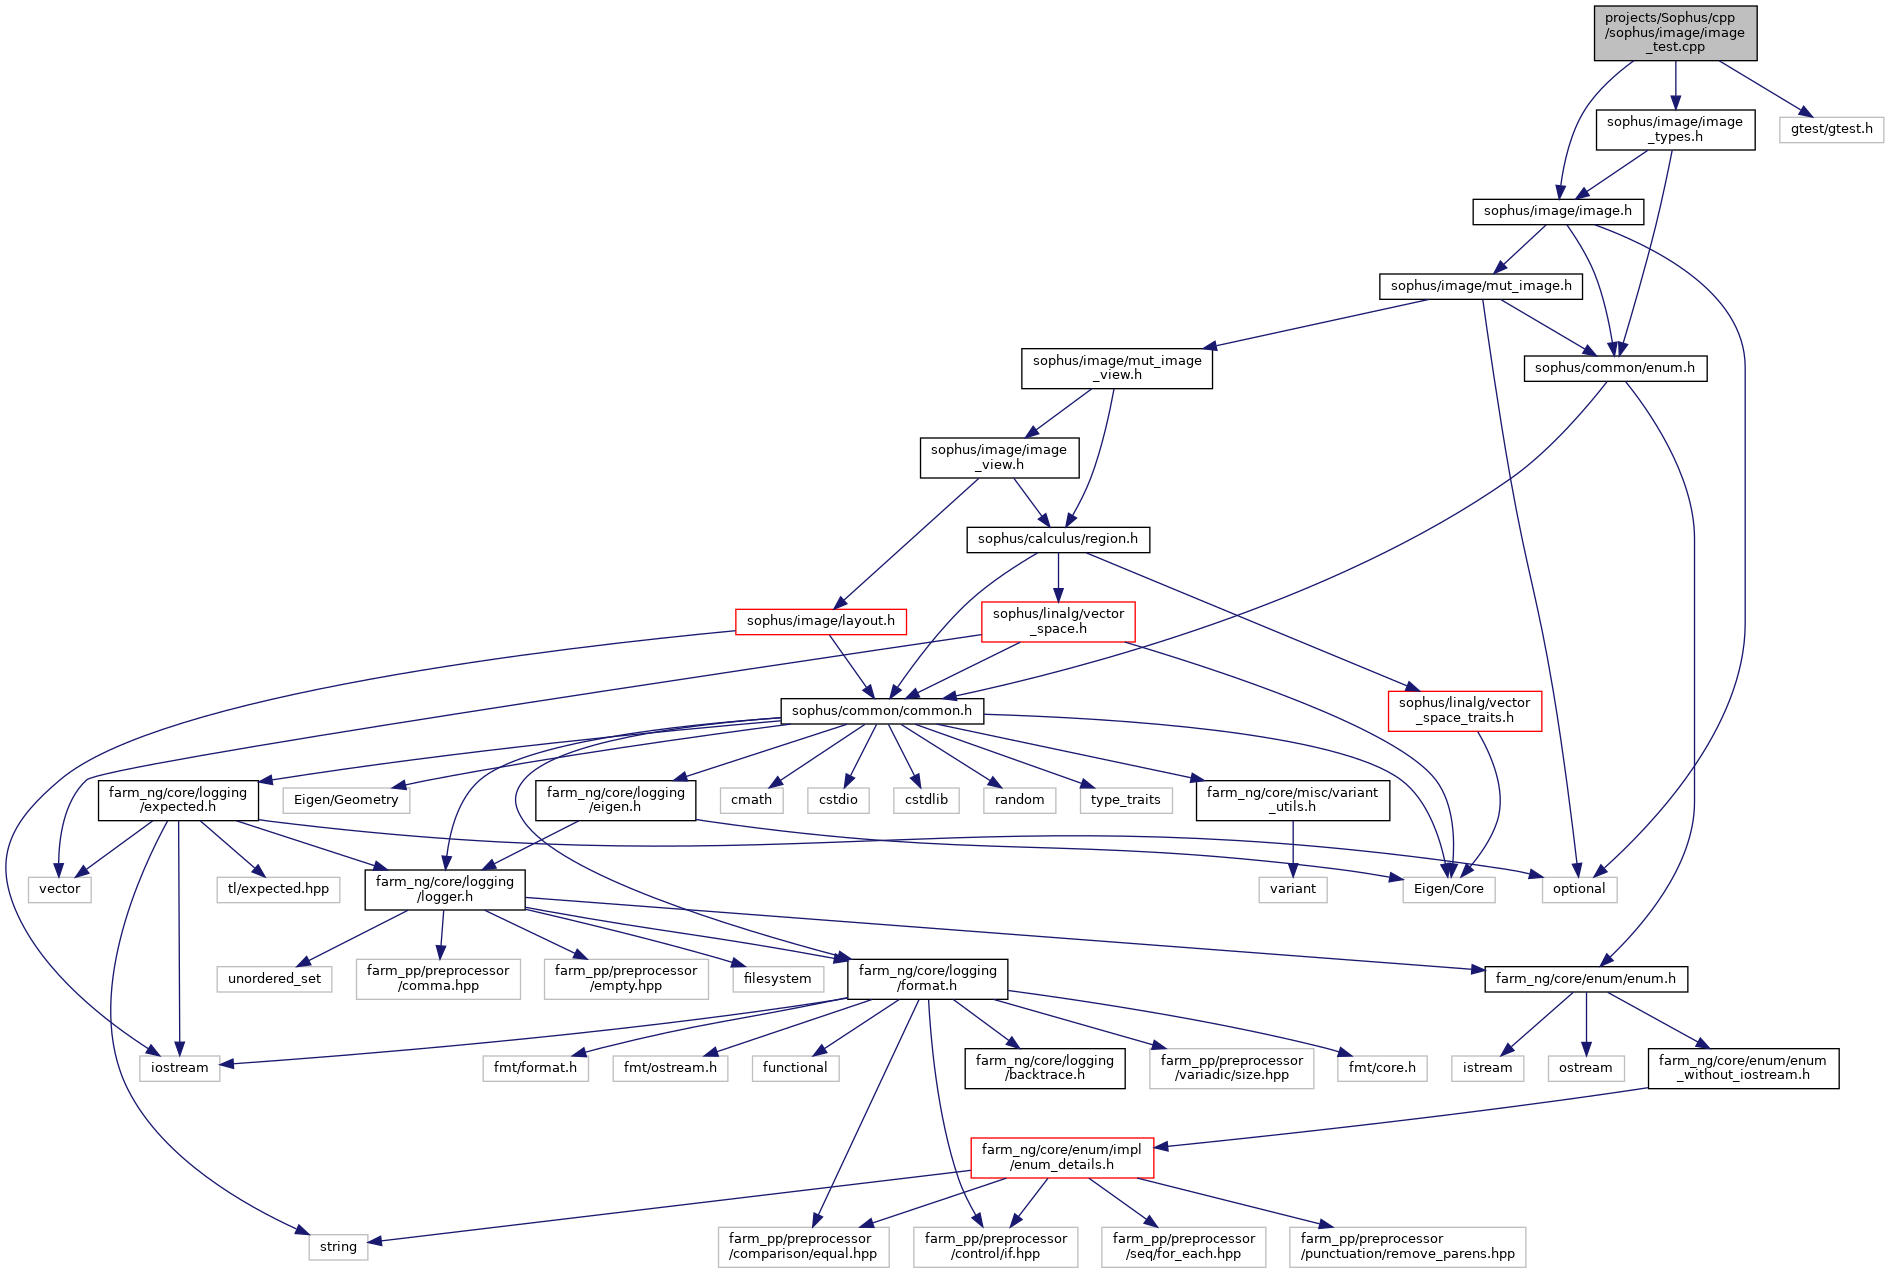 projects/Sophus/cpp
/sophus/image/image
_test.cpp
sophus/image/image
_types.h
gtest/gtest.h
sophus/image/image.h
sophus/image/mut_image.h
sophus/image/mut_image
_view.h
sophus/common/enum.h
sophus/image/image
_view.h
sophus/calculus/region.h
sophus/image/layout.h
sophus/linalg/vector
_space.h
sophus/linalg/vector
_space_traits.h
sophus/common/common.h
farm_ng/core/logging
/expected.h
Eigen/Geometry
farm_ng/core/logging
/eigen.h
cmath
cstdio
cstdlib
random
type_traits
farm_ng/core/misc/variant
_utils.h
vector
tl/expected.hpp
farm_ng/core/logging
/logger.h
variant
Eigen/Core
optional
unordered_set
farm_pp/preprocessor
/comma.hpp
farm_pp/preprocessor
/empty.hpp
filesystem
farm_ng/core/logging
/format.h
farm_ng/core/enum/enum.h
iostream
fmt/format.h
fmt/ostream.h
functional
farm_ng/core/logging
/backtrace.h
farm_pp/preprocessor
/variadic/size.hpp
fmt/core.h
istream
ostream
farm_ng/core/enum/enum
_without_iostream.h
farm_ng/core/enum/impl
/enum_details.h
string
farm_pp/preprocessor
/comparison/equal.hpp
farm_pp/preprocessor
/control/if.hpp
farm_pp/preprocessor
/seq/for_each.hpp
farm_pp/preprocessor
/punctuation/remove_parens.hpp